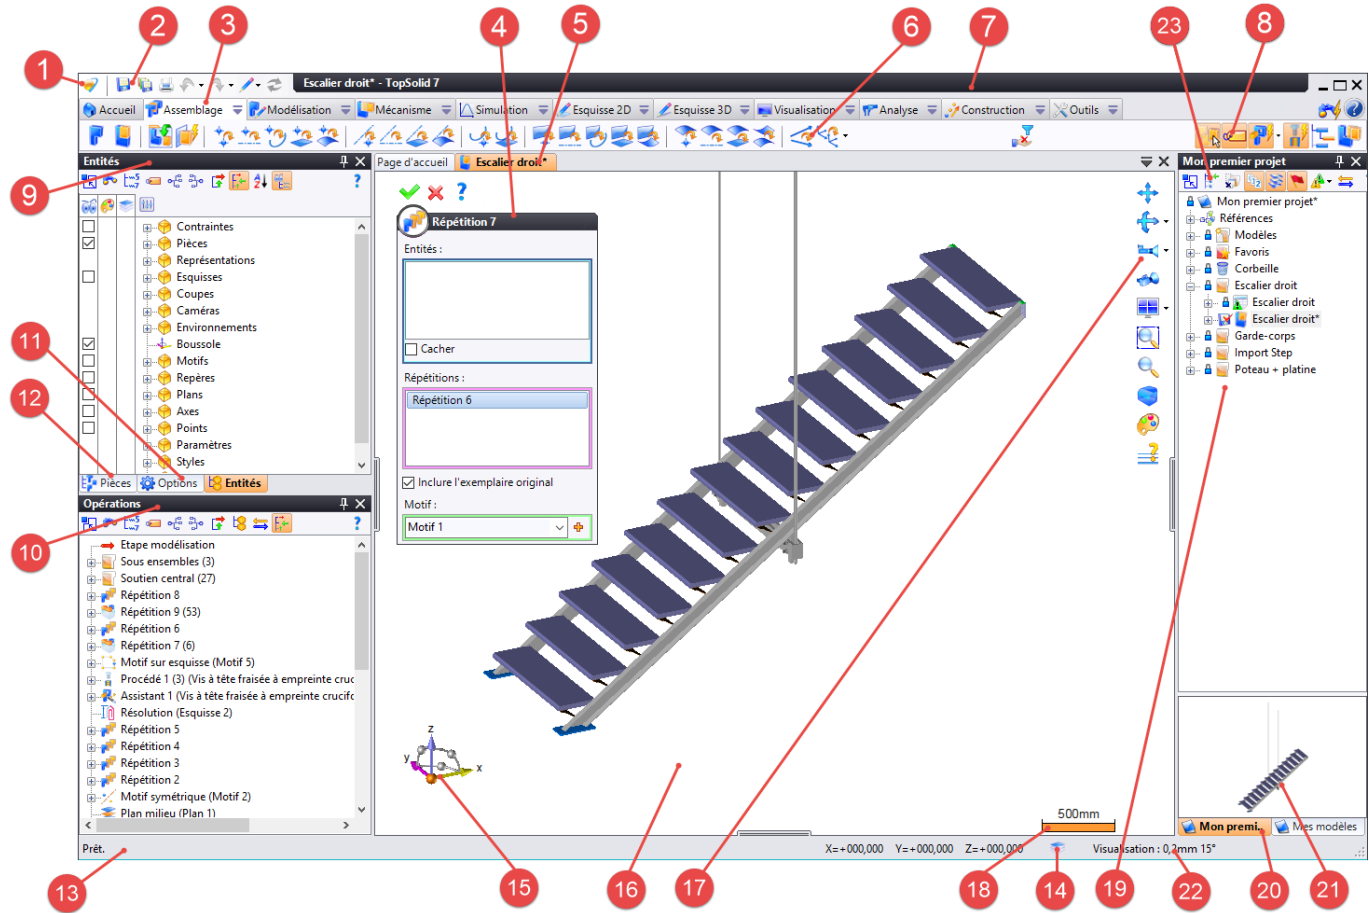 1
2
3
4
5
6
7
23
8
Escalier droit* - TopSolid 7
Accueil
Assemblage
Modélisation
Mécanisme
Simulation
Esquisse 2D
Esquisse 3D
Visualisation
Analyse
Construction
Outils
Entités
Page d'accueil
Escalier droit*
Mon premier projet
9
Contraintes
Pièces
Représentations
Esquisses
Coupes
Caméras
Environnements
Boussole
Motifs
Repères
Plans
Axes
Points
Paramètres
Styles
11
12
Pièces
Options
Entités
Répétition 7
Entités :
Cacher
Répétitions :
Répétition 6
Inclure l'exemplaire original
Motif :
Motif 1
Mon premier projet*
Références
Modèles
Favoris
Corbeille
Escalier droit
Escalier droit
Escalier droit*
Garde-corps
Import Step
Poteau + platine
Opérations
10
Etape modélisation
Sous ensembles (3)
Soutien central (27)
Répétition 8
Répétition 9 (53)
Répétition 6
Répétition 7 (6)
Motif sur esquisse (Motif 5)
Procédé 1 (3) (Vis à tête fraisée à empreinte cruc
Assistant 1 (Vis à tête fraisée à empreinte crucifc
Résolution (Esquisse 2)
Répétition 5
Répétition 4
Répétition 3
Répétition 2
Motif symétrique (Motif 2)
Plan milieu (Plan 1)
z
y
x
500mm
Mon premi..
Mes modèles
Prêt.
X=+000,000
Y=+000,000
Z=+000,000
Visualisation : 0,2mm 15°
13
15
16
17
18
14
19
22
20
21